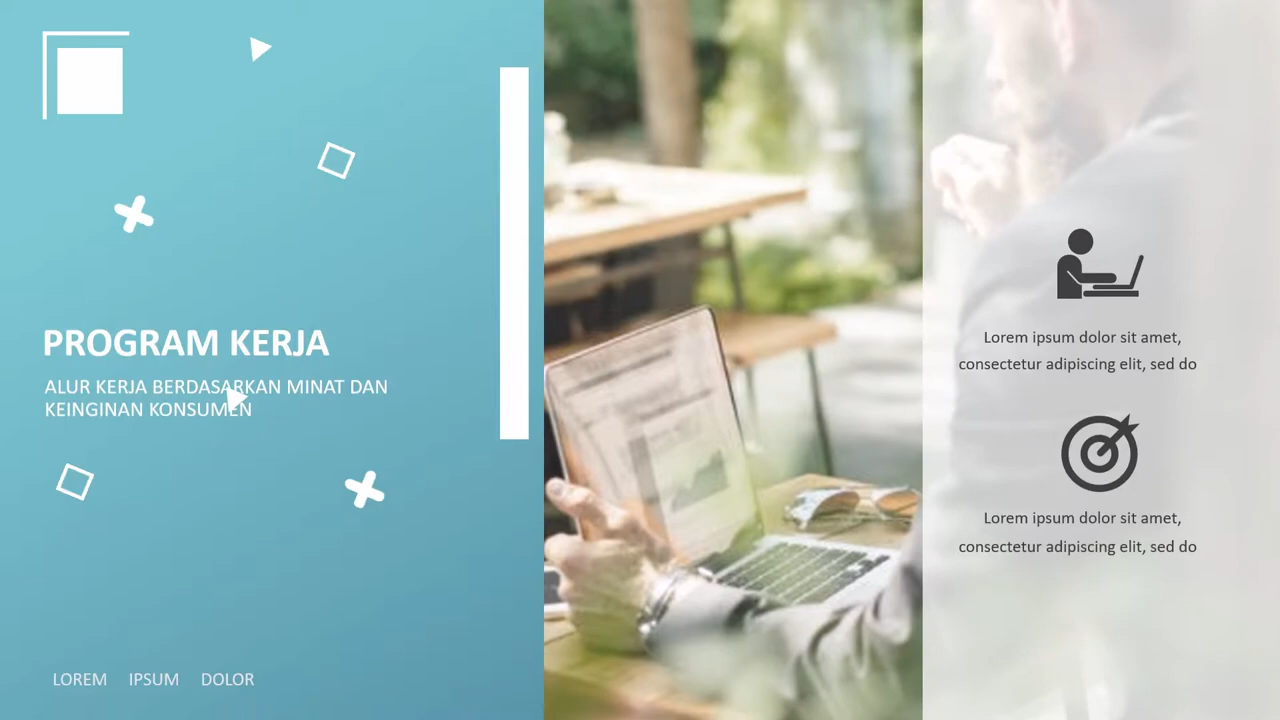 PROGRAM KERJA
ALUR KERJA BERDASARKAN MINAT DAN
KEINGINAN KONSUMEN
LOREM IPSUM DOLOR
Lorem ipsum dolor sit amet,
consectetur adipiscing elit, sed do
Lorem ipsum dolor sit amet,
consectetur adipiscing elit, sed do